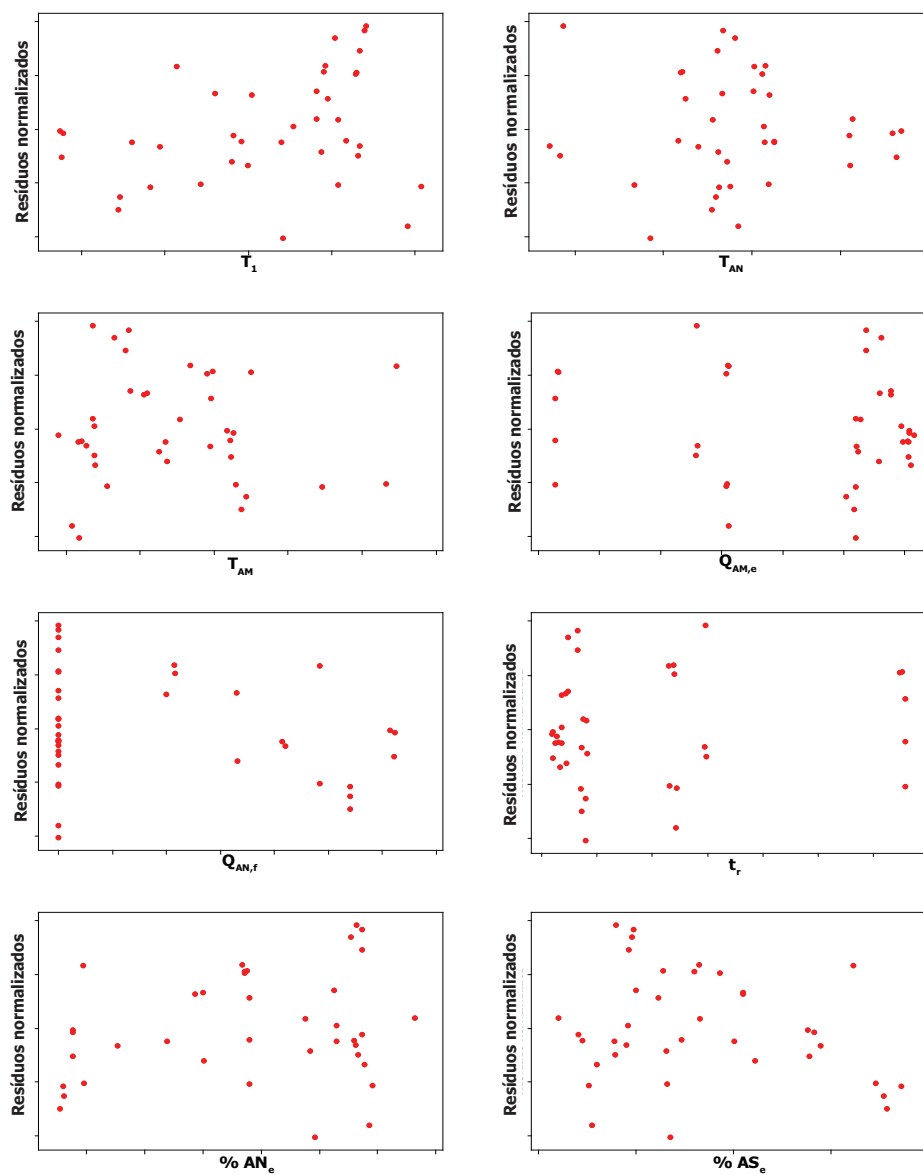 Resíduos normalizados
T1
Resíduos normalizados
TAN
Resíduos normalizados
TAM
Resíduos normalizados
QAM,e
Resíduos normalizados
QAN,f
Resíduos normalizados
tr
Resíduos normalizados
% ANe
Resíduos normalizados
% ASe